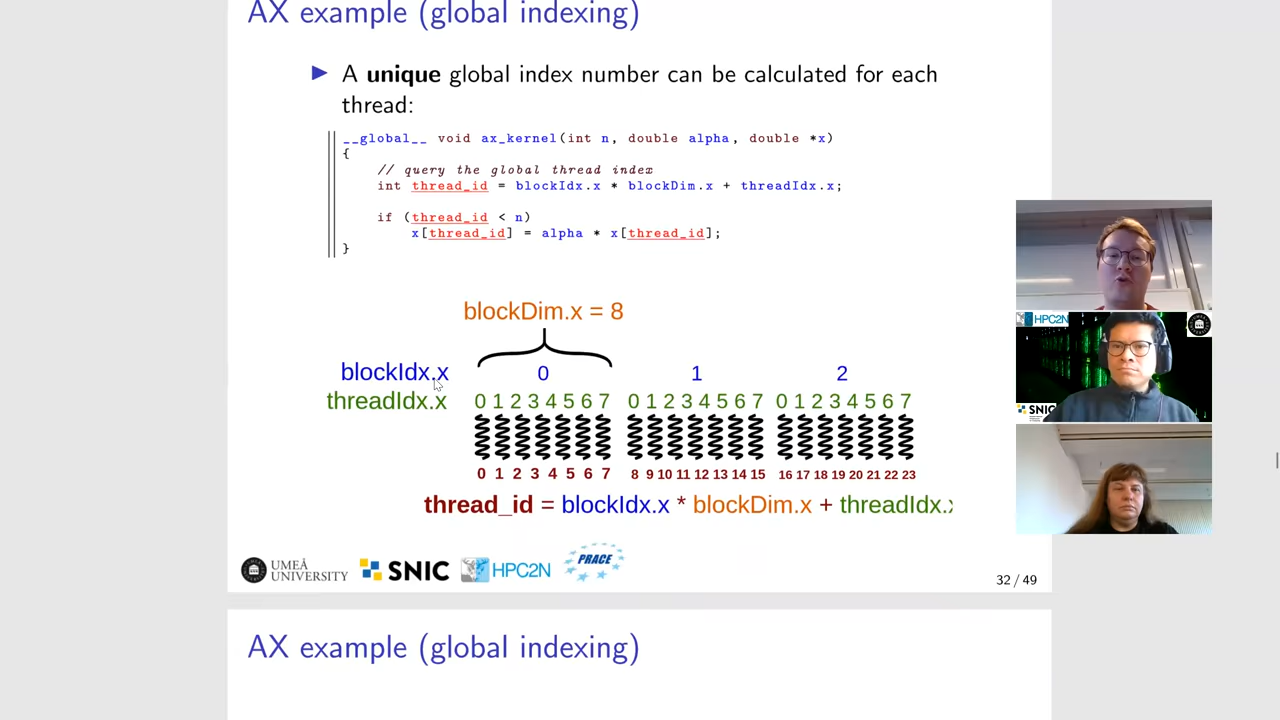 AX example (global indexing)
A unique global index number can be calculated for each
thread:
__global__ void ax_kernel(int n, double alpha, double *x)
{
// query the global thread index
int thread_id = blockIdx.x * blockDim.x + threadIdx.x;
if (thread_id < n)
x[thread_id] = alpha * x[thread_id];
}
blockDim.x = 8
blockIdx.x 0 1 2
threadIdx.x 0 1 2 3 4 5 6 7 0 1 2 3 4 5 6 7 0 1 2 3 4 5 6 7
0 1 2 3 4 5 6 7 8 9 10 11 12 13 14 15 16 17 18 19 20 21 22 23
thread_id = blockIdx.x * blockDim.x + threadIdx.x
UMEÅ
UNIVERSITY
SNIC
HPC2N
PRACE
32 / 49
AX example (global indexing)
HPC2N
SNIC